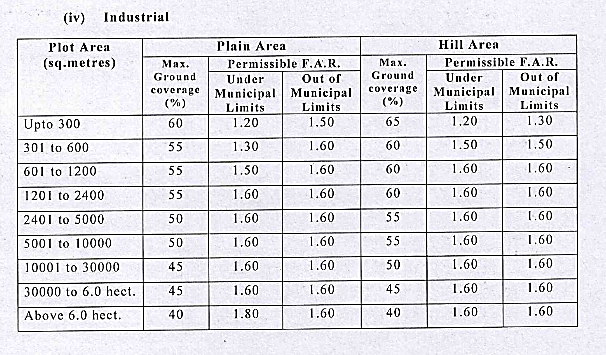 (iv) Industrial
Plot Area (sq.metres) Plain Area Hill Area
Max. Ground coverage (%) Permissible F.A.R. Max. Ground coverage (%) Permissible F.A.R.
Under Municipal Limits Out of Municipal Limits Under Municipal Limits Out of Municipal Limits
Upto 300 60 1.20 1.50 65 1.20 1.30
301 to 600 55 1.30 1.60 60 1.50 1.50
601 to 1200 55 1.50 1.60 60 1.60 1.60
1201 to 2400 55 1.60 1.60 60 1.60 1.60
2401 to 5000 50 1.60 1.60 55 1.60 1.60
5001 to 10000 50 1.60 1.60 55 1.60 1.60
10001 to 30000 45 1.60 1.60 50 1.60 1.60
30000 to 6.0 hect. 45 1.60 1.60 45 1.60 1.60
Above 6.0 hect. 40 1.80 1.60 40 1.60 1.60